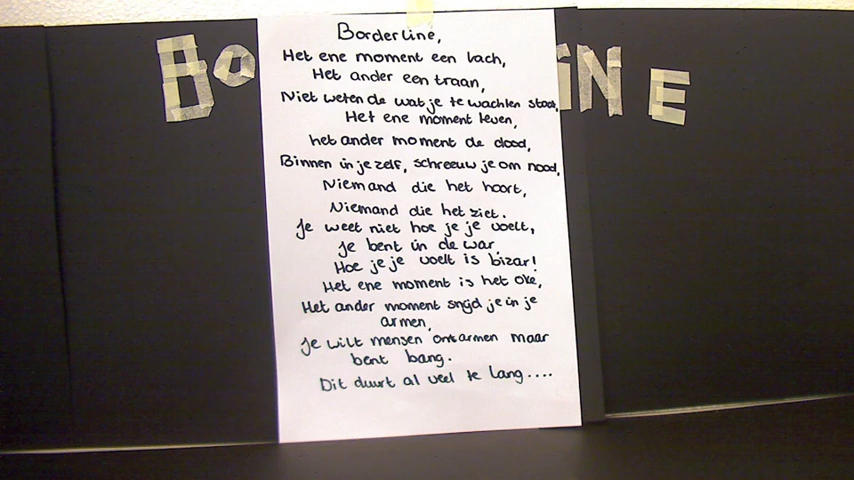 Borderline,
Het ene moment een lach,
Het ander een traan,
Niet weten de wat je te wachten staat,
Het ene moment leven,
het ander moment de dood,
Binnen in je zelf, schreeuw je om nood,
Niemand die het hoort,
Niemand die het ziet.
Je weet niet hoe je je voelt,
Je bent in de war,
Hoe je je voelt is bizar!
Het ene moment is het oke,
Het ander moment snijd je in je
armen,
Je wilt mensen omarmen maar
bent bang.
Dit duurt al veel te lang....
Bo INE